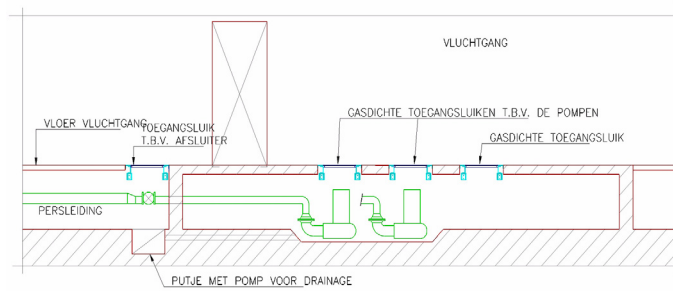 VLUCHTGANG
GASDICHTE TOEGANGSLUIKEN T.B.V. DE POMPEN
VLOER VLUCHTGANG
TOEGANGSLUIK
T.B.V. AFSLUITER
GASDICHTE TOEGANGSLUIK
PERSLEIDING
PUTJE MET POMP VOOR DRAINAGE